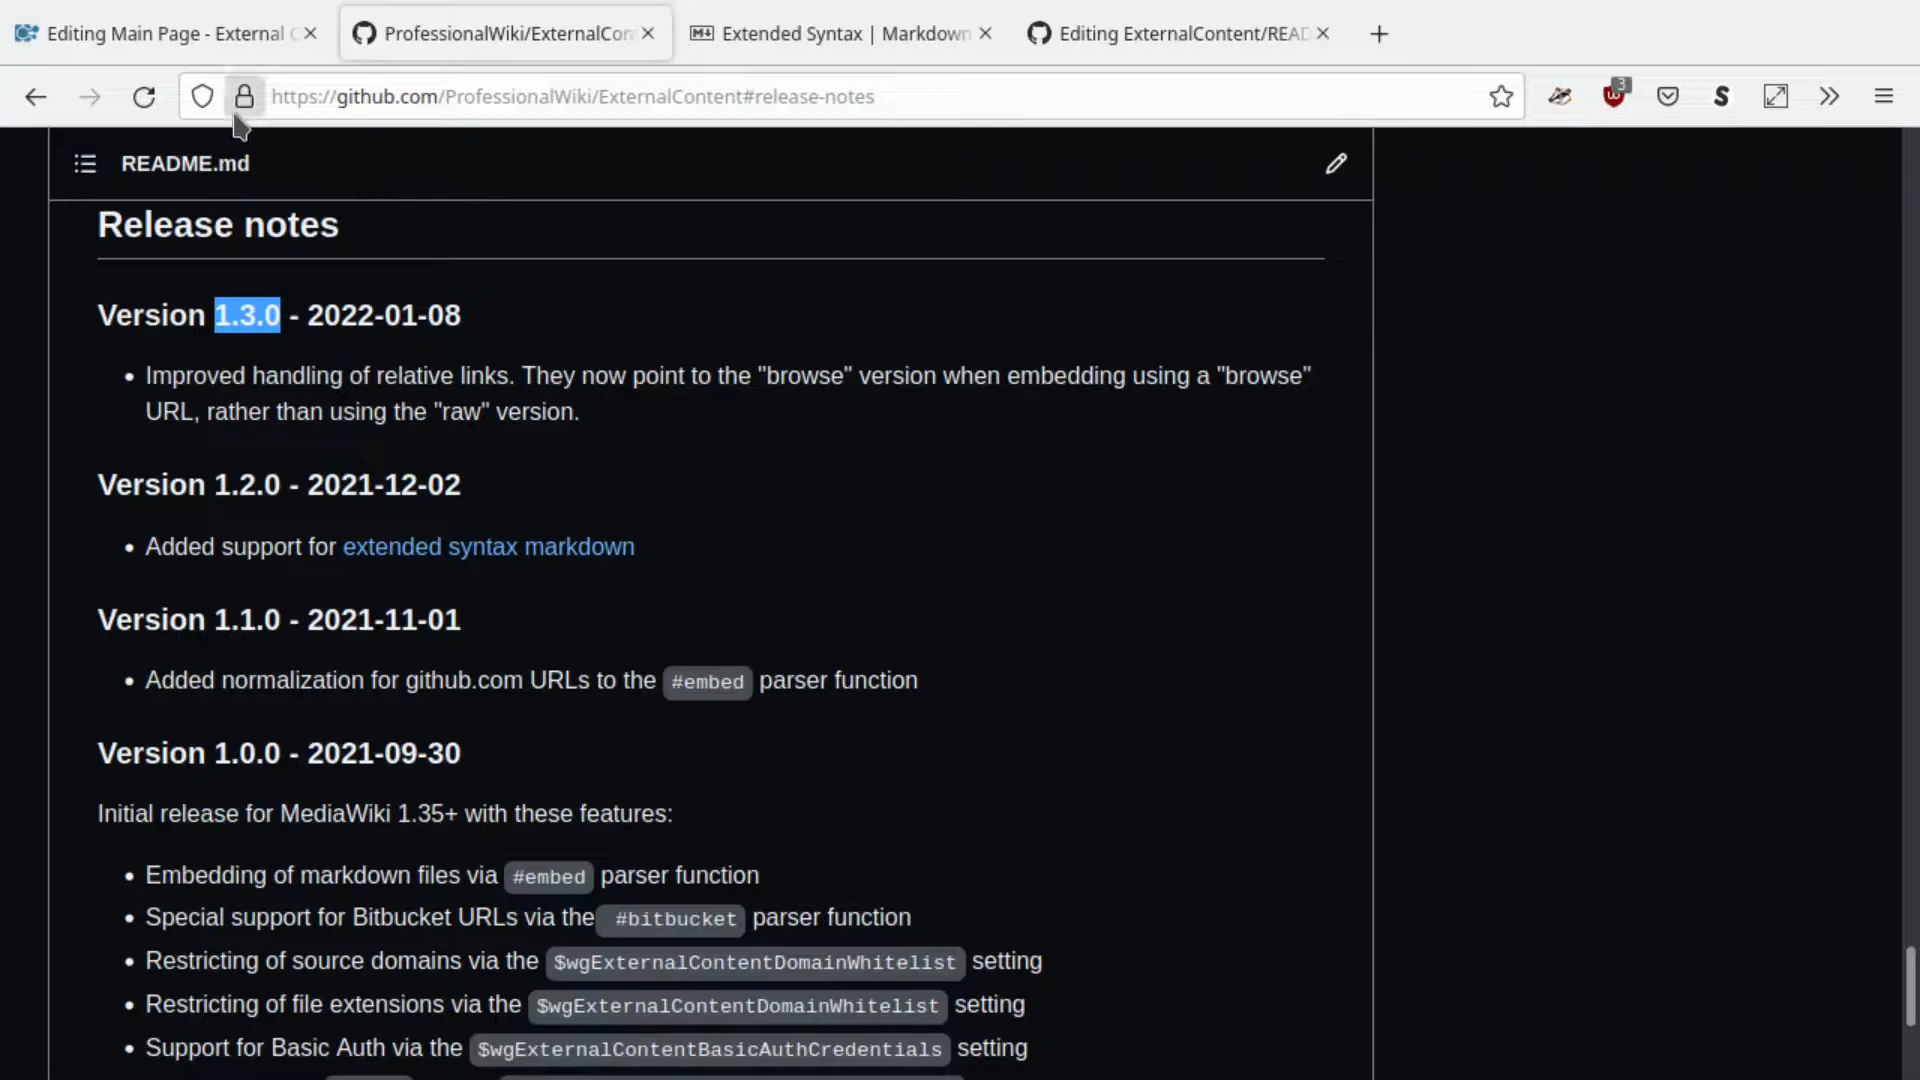 Editing Main Page - External C
ProfessionalWiki/ExternalCon
Extended Syntax | Markdown
Editing ExternalContent/READ
https://github.com/ProfessionalWiki/ExternalContent#release-notes
3
README.md
Release notes
Version 1.3.0 - 2022-01-08
• Improved handling of relative links. They now point to the "browse" version when embedding using a "browse"
URL, rather than using the "raw" version.
Version 1.2.0 - 2021-12-02
• Added support for extended syntax markdown
Version 1.1.0 - 2021-11-01
• Added normalization for github.com URLs to the #embed parser function
Version 1.0.0 - 2021-09-30
Initial release for MediaWiki 1.35+ with these features:
• Embedding of markdown files via #embed parser function
• Special support for Bitbucket URLs via the #bitbucket parser function
• Restricting of source domains via the $wgExternalContentDomainWhitelist setting
• Restricting of file extensions via the $wgExternalContentDomainWhitelist setting
• Support for Basic Auth via the $wgExternalContentBasicAuthCredentials setting